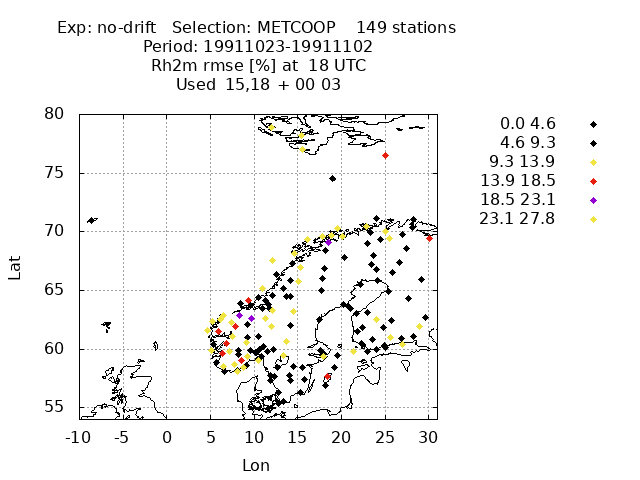 Exp: no-drift   Selection: METCOOP    149 stations
Period: 19911023-19911102
Rh2m rmse [%] at  18 UTC
Used  15,18  + 00 03
0.0 4.6
4.6 9.3
9.3 13.9
13.9 18.5
18.5 23.1
23.1 27.8
80
75
70
65
60
55
Lat
-10 -5 0 5 10 15 20 25 30
Lon